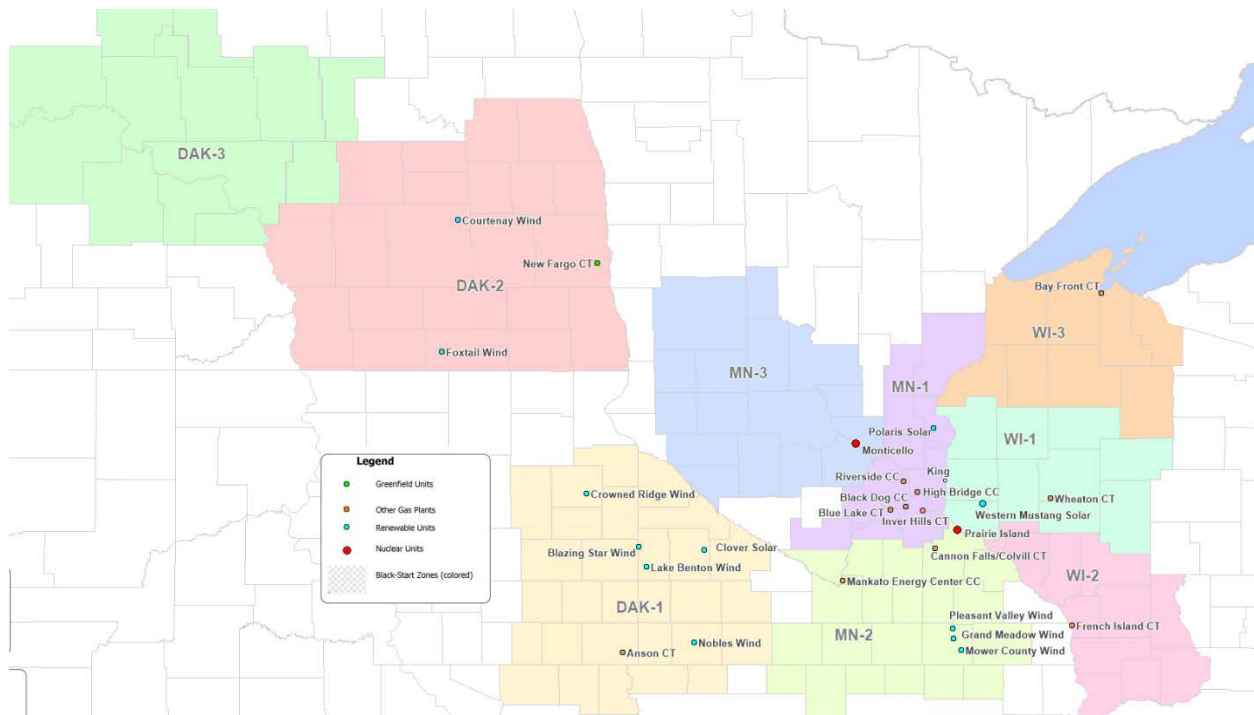 DAK-3
Courtenay Wind
New Fargo CT
DAK-2
Bay Front CT
WI-3
Foxtail Wind
MN-3
MN-1
Polaris Solar
WI-1
Monticello
Legend
Greenfield Units
Other Gas Plants
Renewable Units
Nuclear Units
Black-Start Zones (colored)
Riverside CC
King
Crowned Ridge Wind
High Bridge CC
Black Dog CC
Wheaton CT
Blue Lake CT
Inver Hills CT
Western Mustang Solar
Prairie Island
Blazing Star Wind
Clover Solar
Cannon Falls/Colvill CT
Lake Benton Wind
Mankato Energy Center CC
WI-2
DAK-1
Pleasant Valley Wind
French Island CT
MN-2
Grand Meadow Wind
Nobles Wind
Mower County Wind
Anson CT